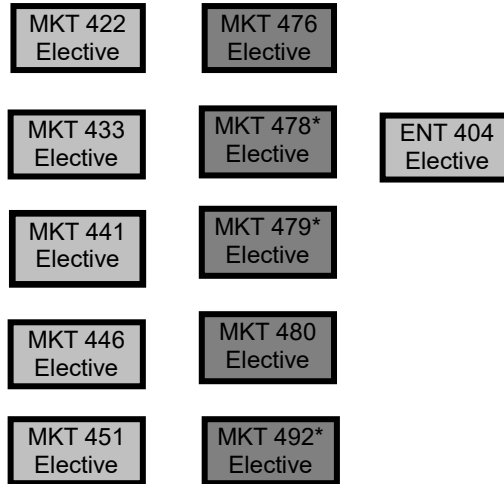 MKT 422
Elective
MKT 476
Elective
MKT 433
Elective
MKT 478*
Elective
ENT 404
Elective
MKT 441
Elective
MKT 479*
Elective
MKT 446
Elective
MKT 480
Elective
MKT 451
Elective
MKT 492*
Elective